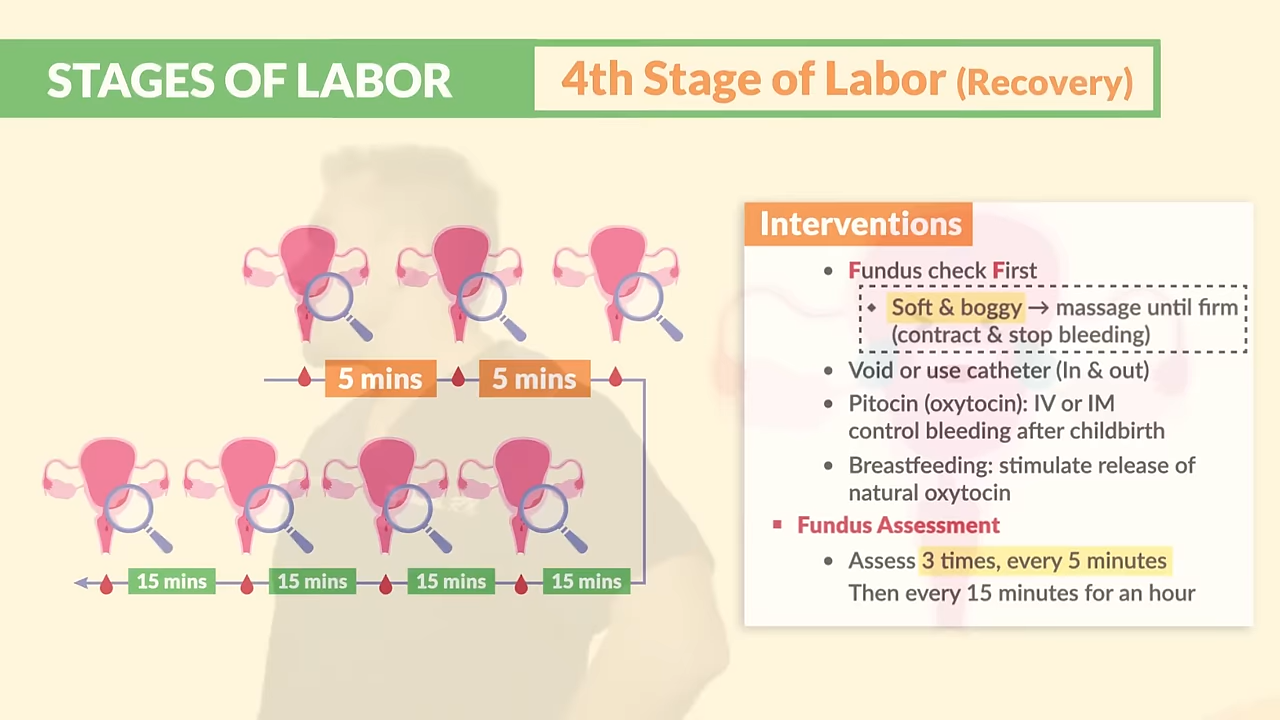 STAGES OF LABOR
4th Stage of Labor (Recovery)
5 mins
5 mins
15 mins
15 mins
15 mins
15 mins
Interventions
• Fundus check First
◆ Soft & boggy → massage until firm
(contract & stop bleeding)
• Void or use catheter (In & out)
• Pitocin (oxytocin): IV or IM
control bleeding after childbirth
• Breastfeeding: stimulate release of
natural oxytocin
▪ Fundus Assessment
• Assess 3 times, every 5 minutes
Then every 15 minutes for an hour